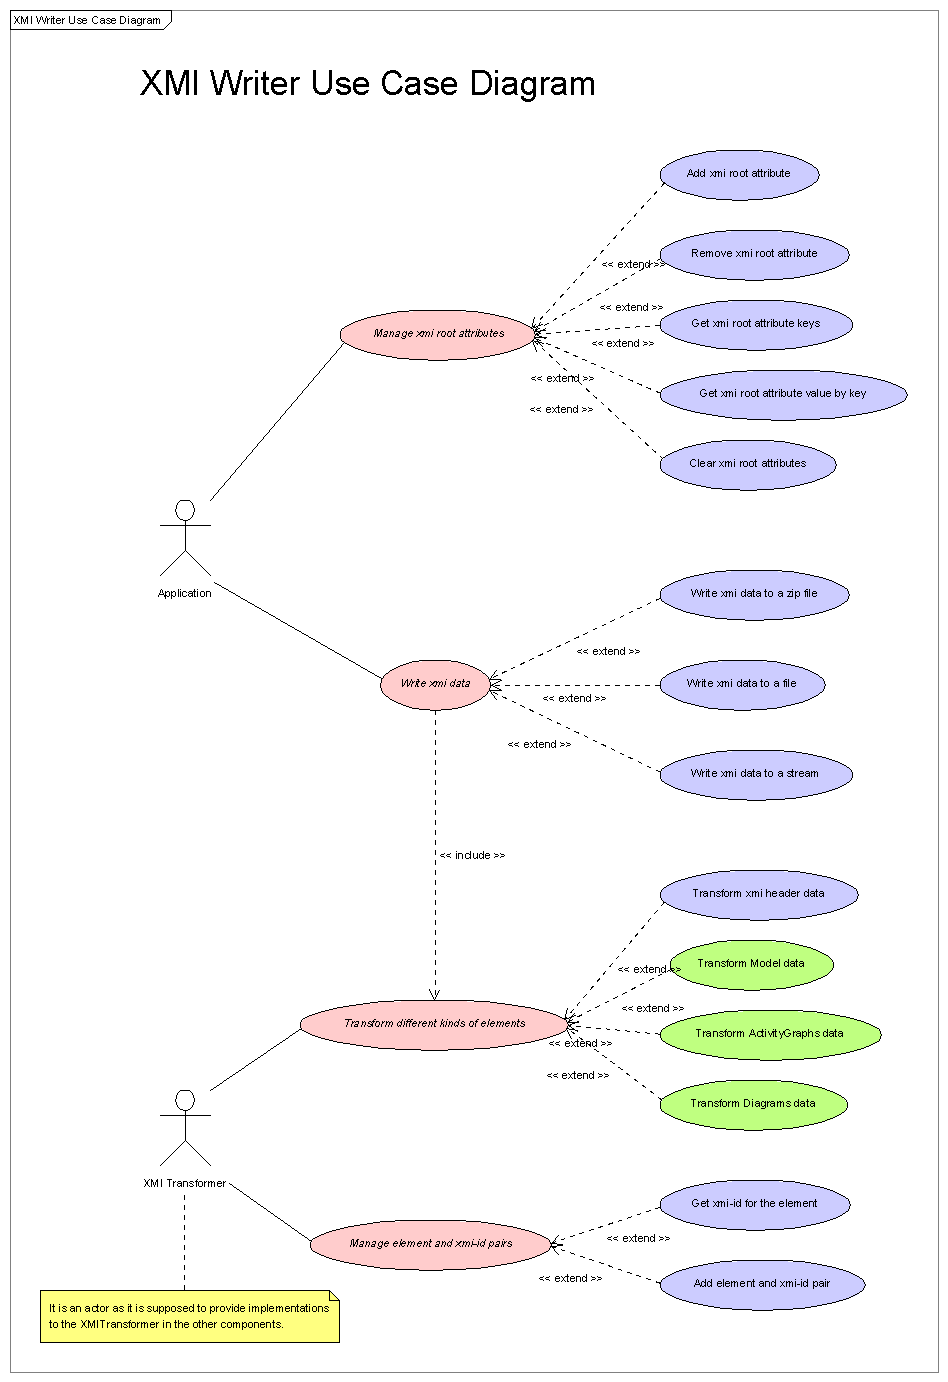 XMI Writer Use Case Diagram
XMI Writer Use Case Diagram
Add xmi root attribute
Remove xmi root attribute
<< extend >>
<< extend >>
Get xmi root attribute keys
Manage xmi root attributes
<< extend >>
<< extend >>
Get xmi root attribute value by key
<< extend >>
Clear xmi root attributes
Application
Write xmi data to a zip file
<< extend >>
Write xmi data
Write xmi data to a file
<< extend >>
<< extend >>
Write xmi data to a stream
<< include >>
Transform xmi header data
Transform Model data
<< extend >>
<< extend >>
Transform different kinds of elements
Transform ActivityGraphs data
<< extend >>
<< extend >>
Transform Diagrams data
XMI Transformer
Get xmi-id for the element
<< extend >>
Manage element and xmi-id pairs
<< extend >>
Add element and xmi-id pair
It is an actor as it is supposed to provide implementations
to the XMITransformer in the other components.